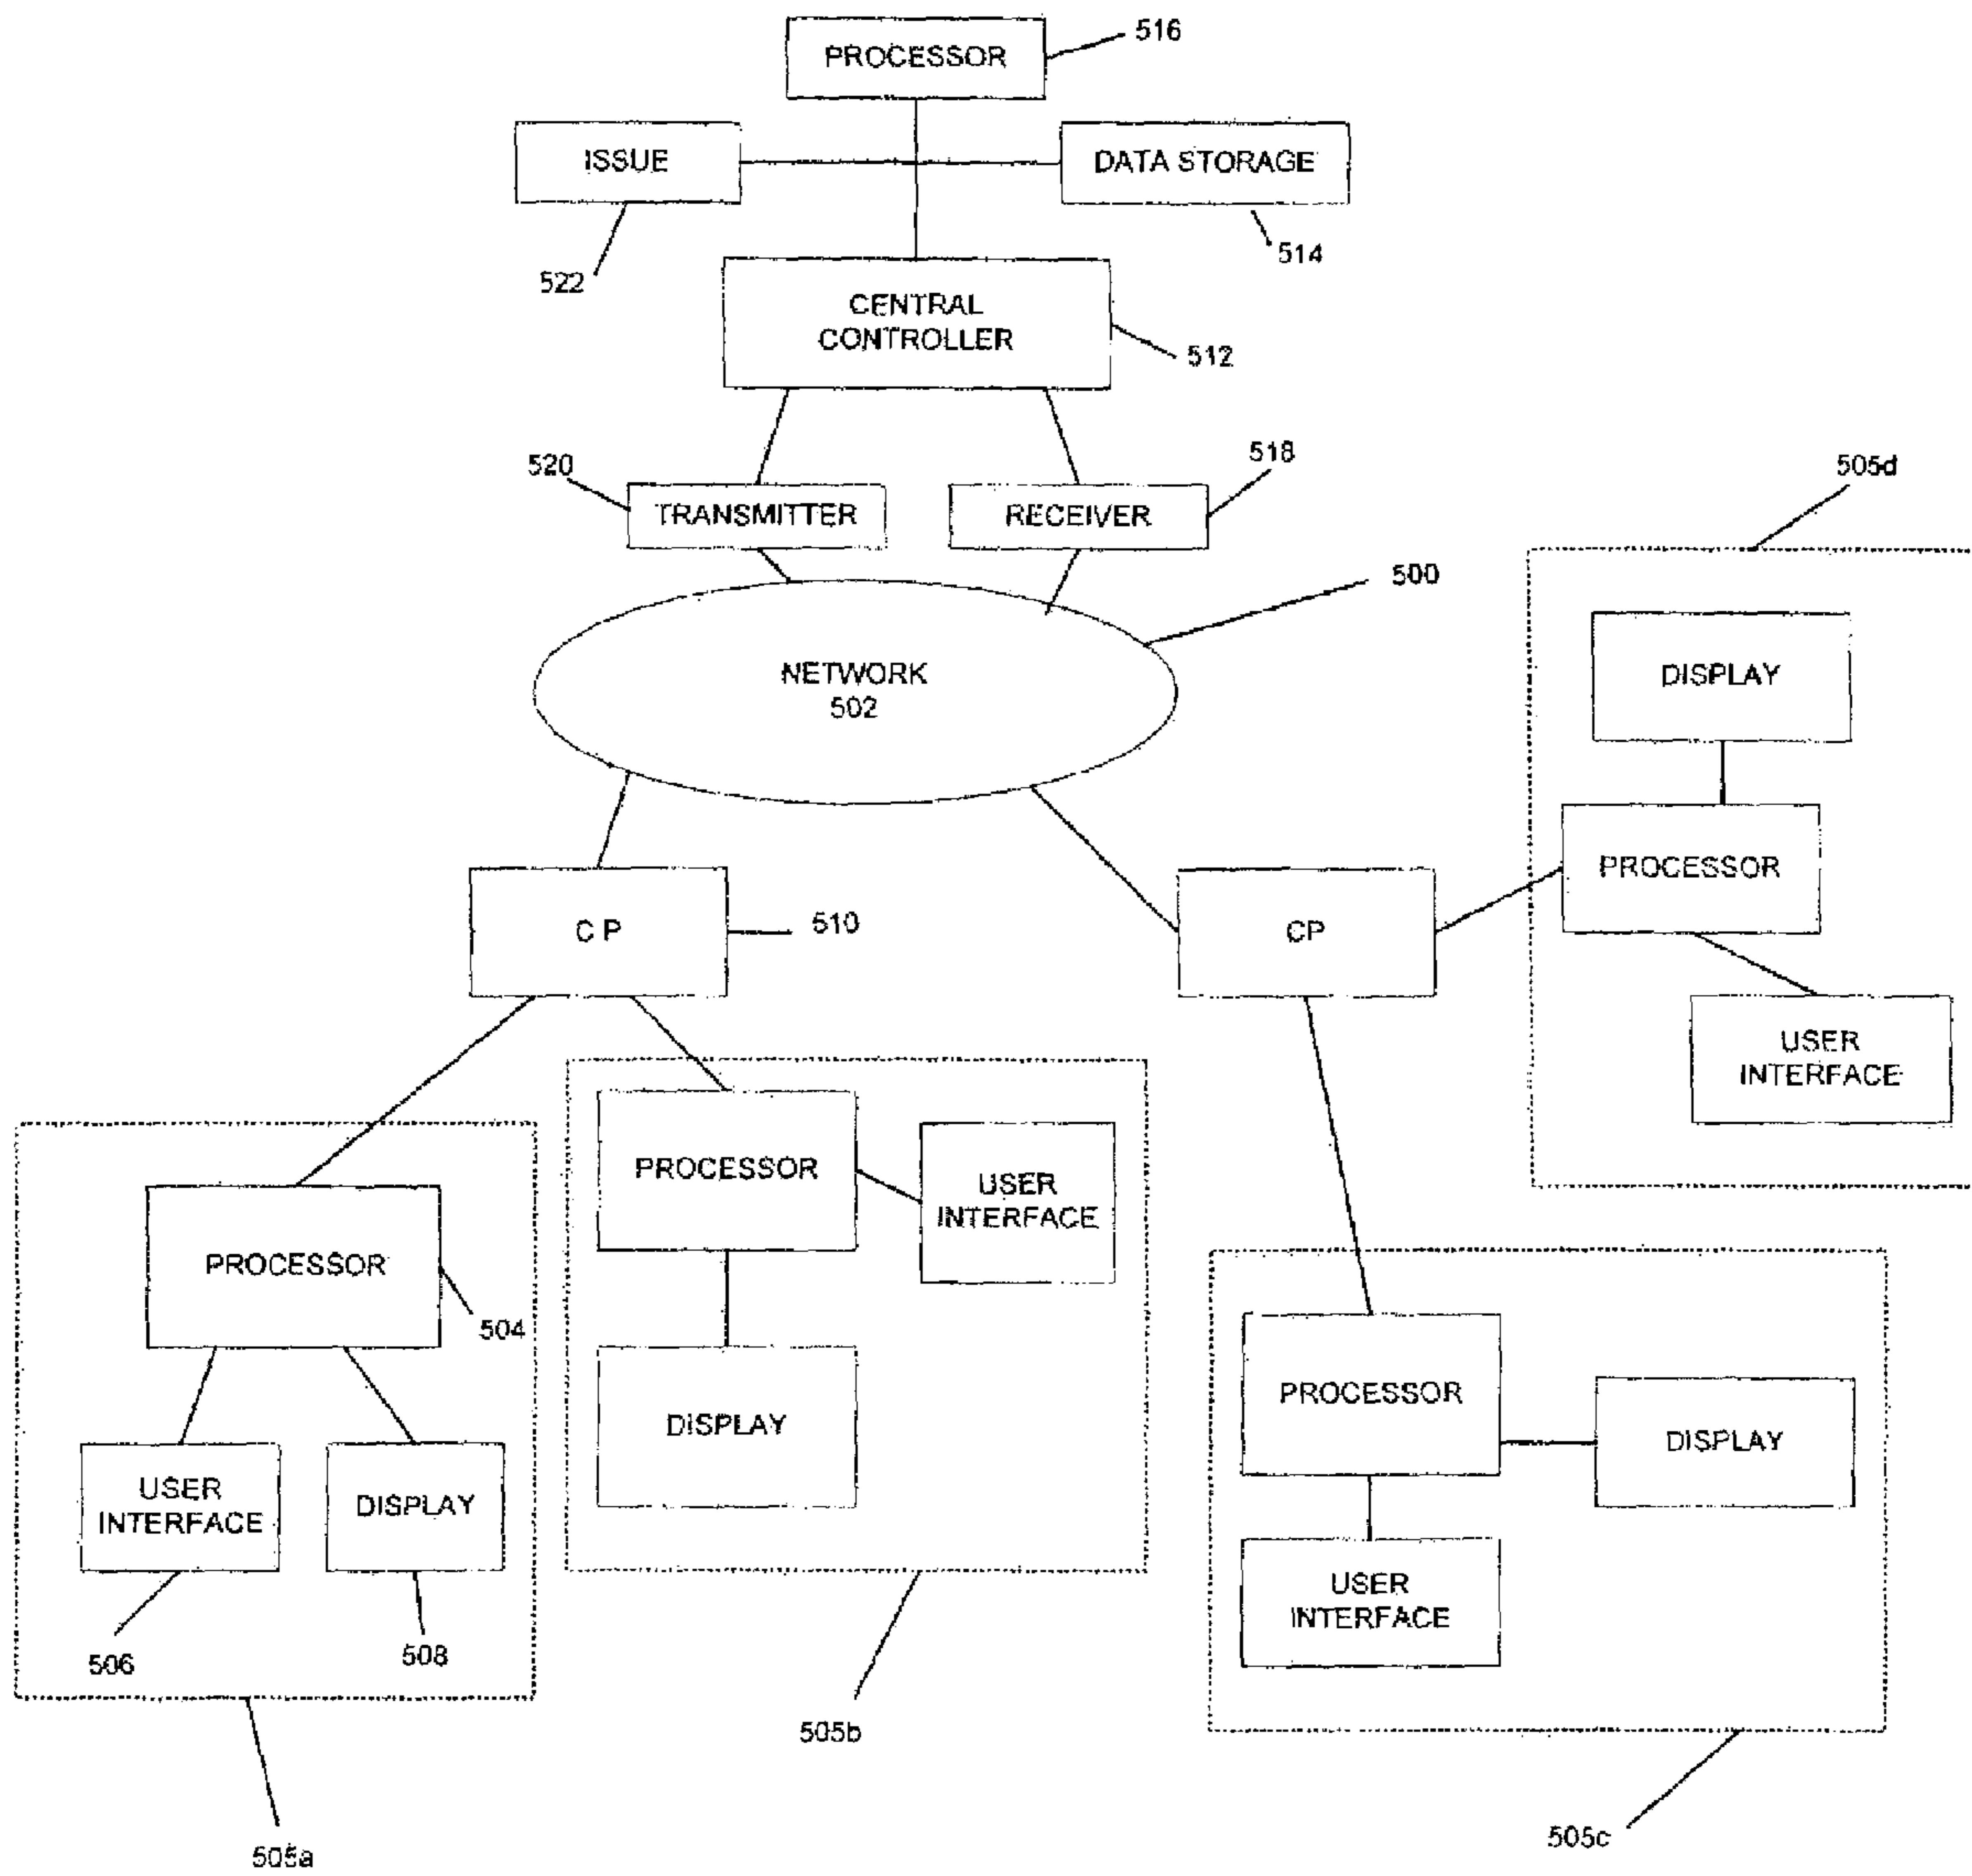 PROCESSOR
516
ISSUE
DATA STORAGE
522
514
CENTRAL
CONTROLLER
512
520
518
TRANSMITTER
RECEIVER
505d
500
NETWORK
502
DISPLAY
PROCESSOR
USER
INTERFACE
C P
510
CP
PROCESSOR
504
USER
INTERFACE
DISPLAY
506
508
505a
PROCESSOR
USER
INTERFACE
DISPLAY
505b
PROCESSOR
DISPLAY
USER
INTERFACE
505c